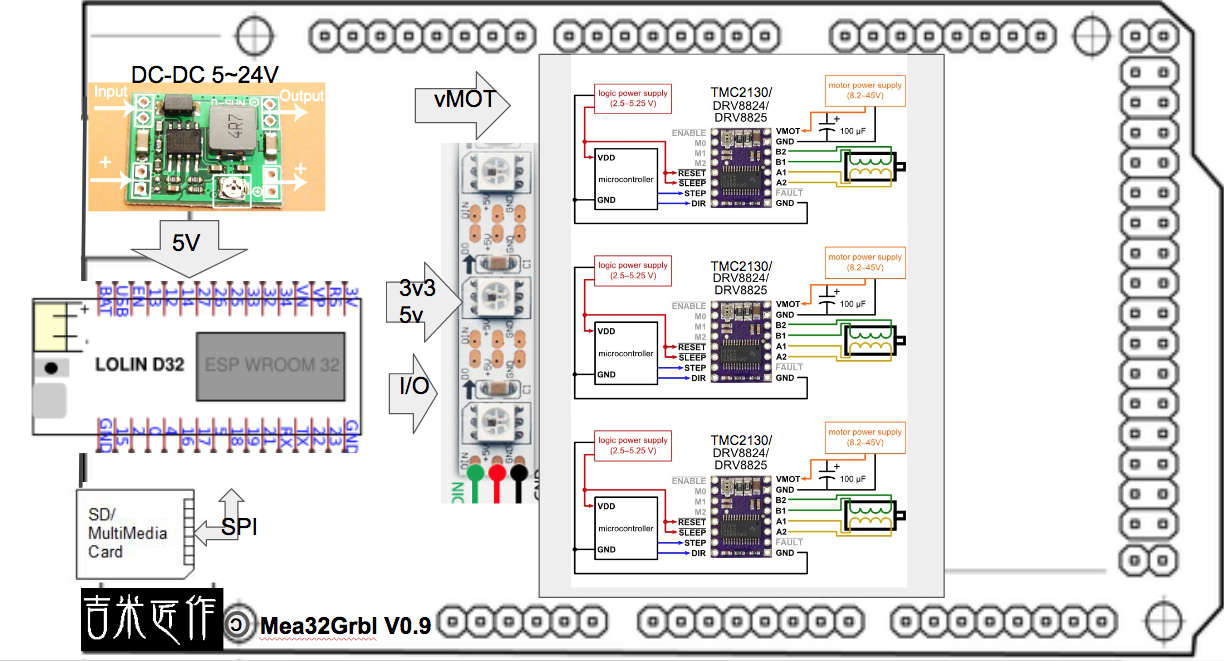 DC-DC 5~24V
Input
Output
4R7
+
+
5V
BAT
USB
EN
13
12
14
27
26
25
33
32
34
VN
VP
RS
3V
+
LOLIN D32
ESP WROOM 32
GND
15
2
0
4
16
17
5
18
19
21
RX
TX
22
23
GND
SD/
MultiMedia
Card
SPI
吉米匠作
© Mea32Grbl V0.9
vMOT
3v3
5v
I/O
DIN
+5V
GND
DO
+5V
GND
C1
DIN
+5V
GND
DO
+5V
GND
C1
DIN
GND
logic power supply
(2.5–5.25 V)
TMC2130/
DRV8824/
DRV8825
motor power supply
(8.2–45V)
VDD
microcontroller
GND
ENABLE
M0
M1
M2
RESET
SLEEP
STEP
DIR
VMOT
GND
B2
B1
A1
A2
FAULT
GND
+
100 µF
logic power supply
(2.5–5.25 V)
TMC2130/
DRV8824/
DRV8825
motor power supply
(8.2–45V)
VDD
microcontroller
GND
ENABLE
M0
M1
M2
RESET
SLEEP
STEP
DIR
VMOT
GND
B2
B1
A1
A2
FAULT
GND
+
100 µF
logic power supply
(2.5–5.25 V)
TMC2130/
DRV8824/
DRV8825
motor power supply
(8.2–45V)
VDD
microcontroller
GND
ENABLE
M0
M1
M2
RESET
SLEEP
STEP
DIR
VMOT
GND
B2
B1
A1
A2
FAULT
GND
+
100 µF